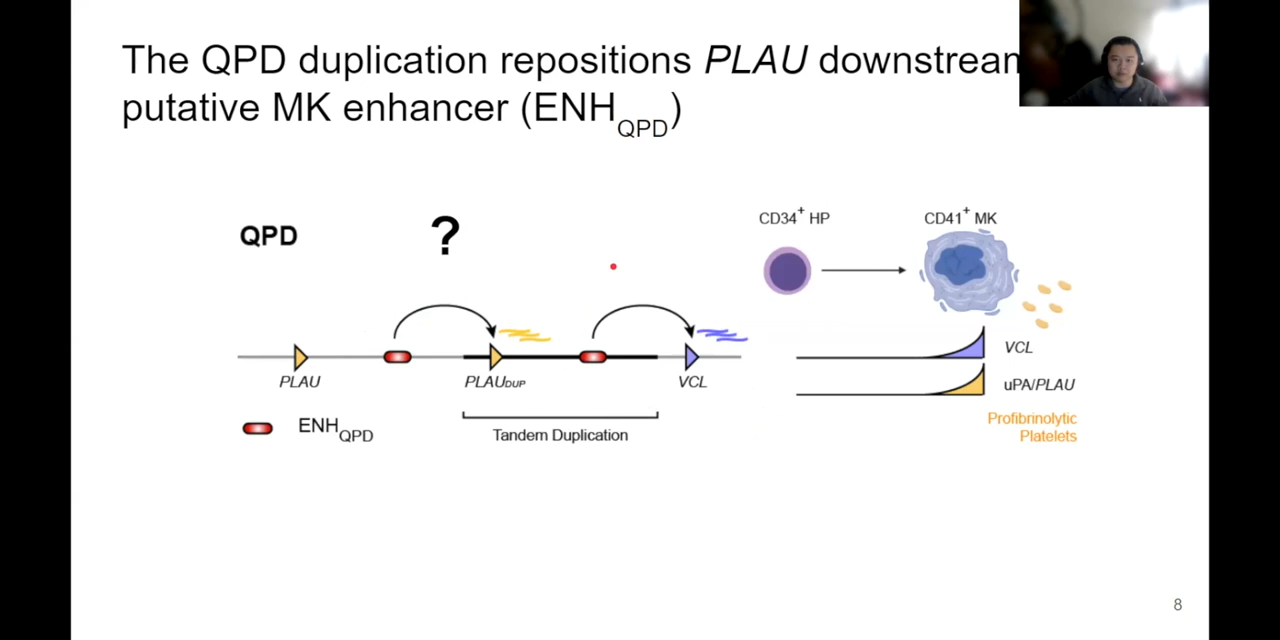 The QPD duplication repositions PLAU downstream
putative MK enhancer (ENHQPD)
QPD
?
CD34+ HP
CD41+ MK
PLAU
PLAUDUP
VCL
ENHQPD
Tandem Duplication
VCL
uPA/PLAU
Profibrinolytic
Platelets
8